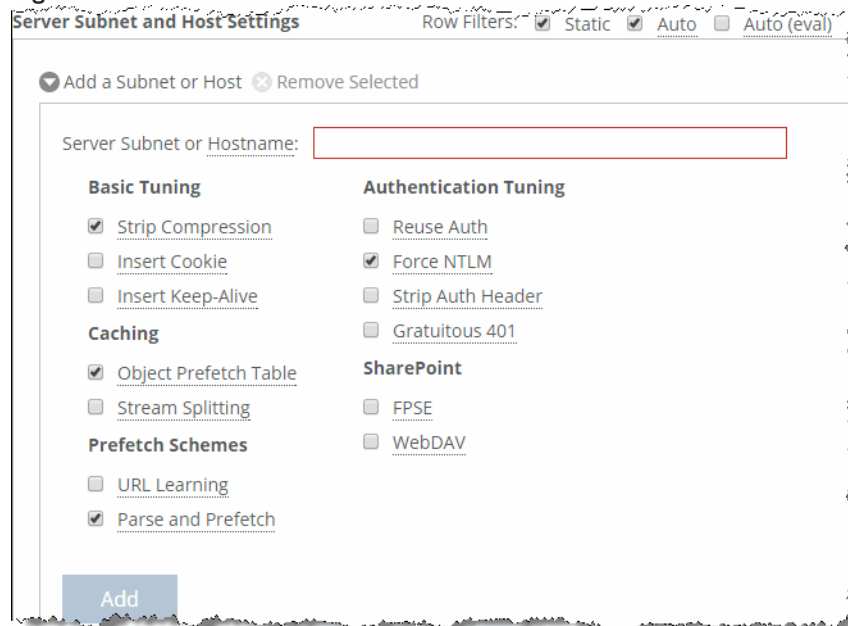 Server Subnet and Host Settings Row Filters: Static Auto Auto (eval)
Add a Subnet or Host Remove Selected
Server Subnet or Hostname:
Basic Tuning Authentication Tuning
Strip Compression Reuse Auth
Insert Cookie Force NTLM
Insert Keep-Alive Strip Auth Header
Caching Gratuitous 401
Object Prefetch Table SharePoint
Stream Splitting FPSE
Prefetch Schemes WebDAV
URL Learning
Parse and Prefetch
Add